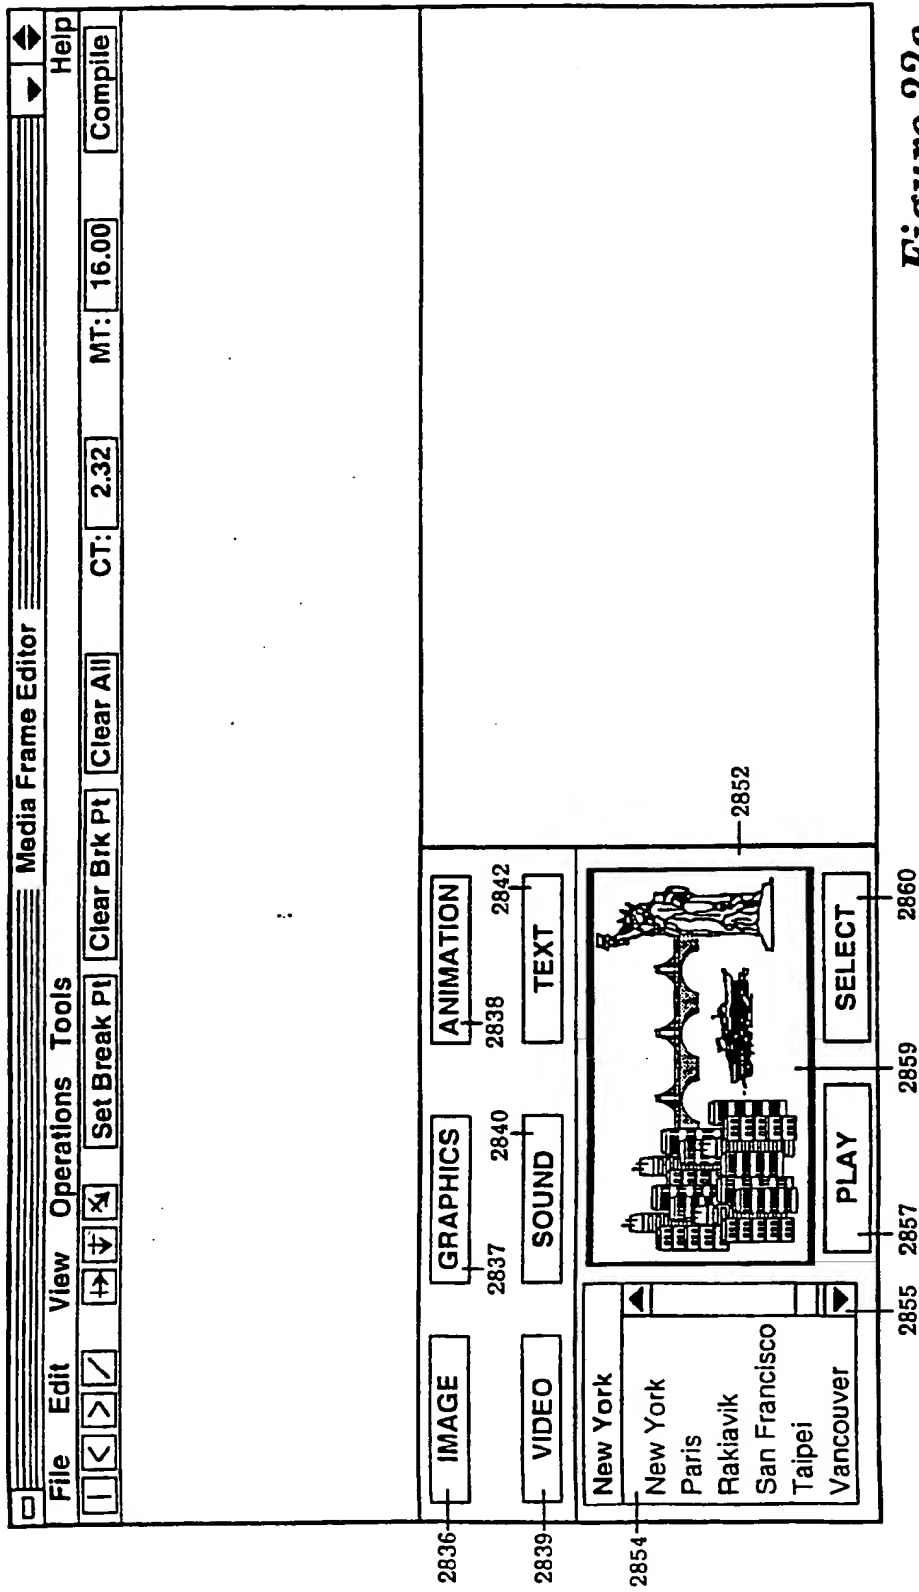 Media Frame Editor
File Edit View Operations Tools Help
Set Break Pt Clear Brk Pt Clear All CT: 2.32 MT: 16.00 Compile
2836 IMAGE GRAPHICS 2837 ANIMATION 2838
2839 VIDEO SOUND 2840 TEXT 2842
2854
New York
New York
Paris
Rakiavik
San Francisco
Taipei
Vancouver
2852
PLAY SELECT
2855 2857 2859 2860